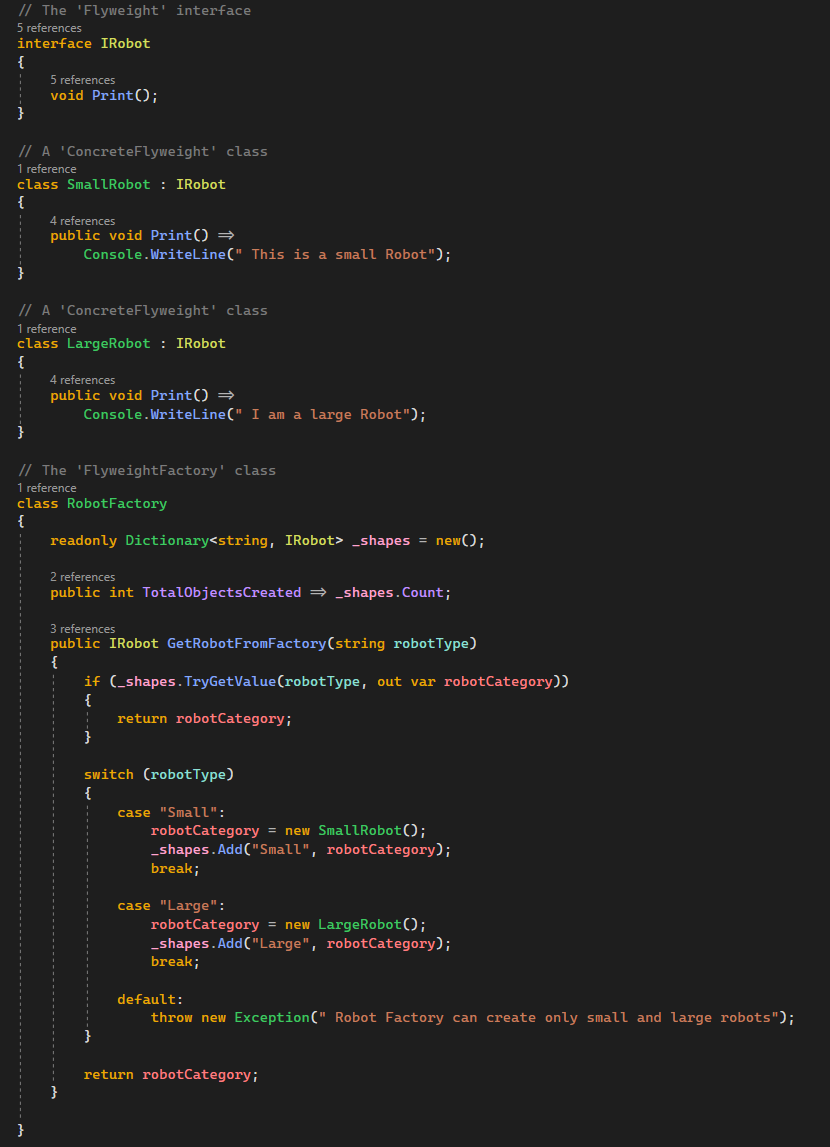 // The 'Flyweight' interface
5 references
interface IRobot
{
5 references
void Print();
}
// A 'ConcreteFlyweight' class
1 reference
class SmallRobot : IRobot
{
4 references
public void Print() =>
Console.WriteLine(" This is a small Robot");
}
// A 'ConcreteFlyweight' class
1 reference
class LargeRobot : IRobot
{
4 references
public void Print() =>
Console.WriteLine(" I am a large Robot");
}
// The 'FlyweightFactory' class
1 reference
class RobotFactory
{
readonly Dictionary<string, IRobot> _shapes = new();
2 references
public int TotalObjectsCreated => _shapes.Count;
3 references
public IRobot GetRobotFromFactory(string robotType)
{
if (_shapes.TryGetValue(robotType, out var robotCategory))
{
return robotCategory;
}
switch (robotType)
{
case "Small":
robotCategory = new SmallRobot();
_shapes.Add("Small", robotCategory);
break;
case "Large":
robotCategory = new LargeRobot();
_shapes.Add("Large", robotCategory);
break;
default:
throw new Exception(" Robot Factory can create only small and large robots");
}
return robotCategory;
}
}